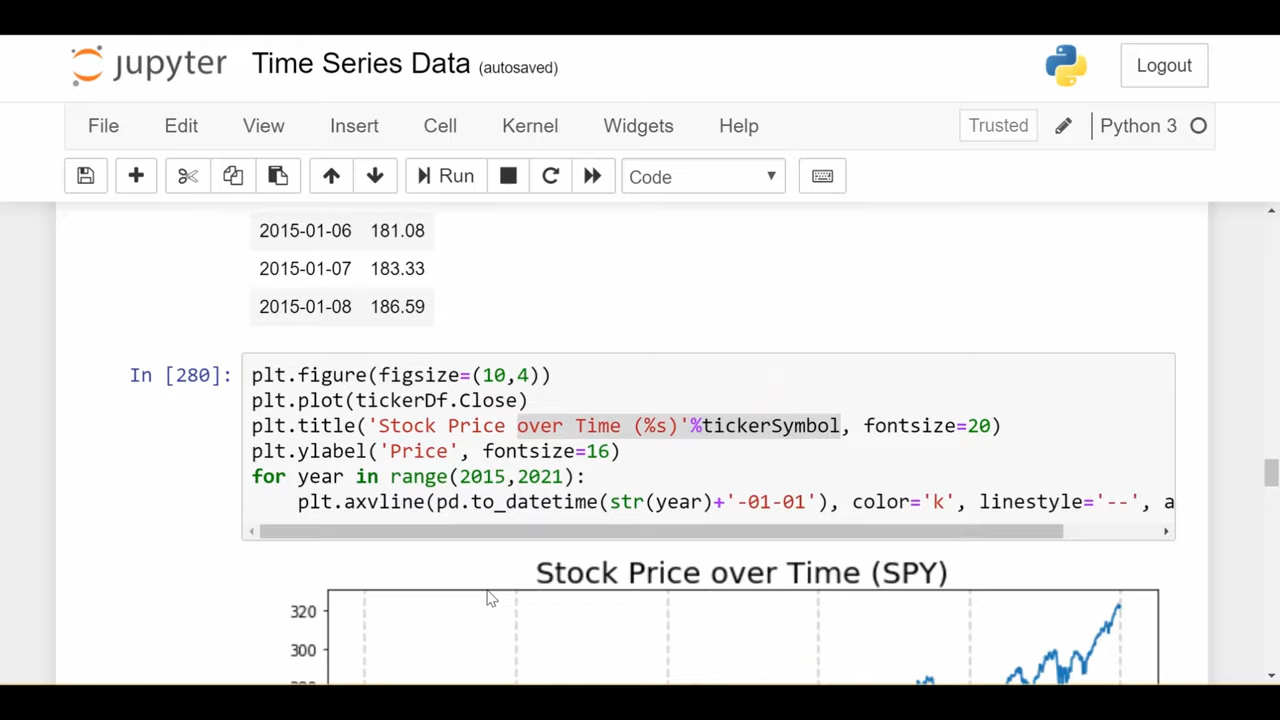 jupyter Time Series Data (autosaved) Logout
File Edit View Insert Cell Kernel Widgets Help Trusted Python 3
Run Code
2015-01-06 181.08
2015-01-07 183.33
2015-01-08 186.59
In [280]: plt.figure(figsize=(10,4))
plt.plot(tickerDf.Close)
plt.title('Stock Price over Time (%s)'%tickerSymbol, fontsize=20)
plt.ylabel('Price', fontsize=16)
for year in range(2015,2021):
plt.axvline(pd.to_datetime(str(year)+'-01-01'), color='k', linestyle='--', a
Stock Price over Time (SPY)
320
300